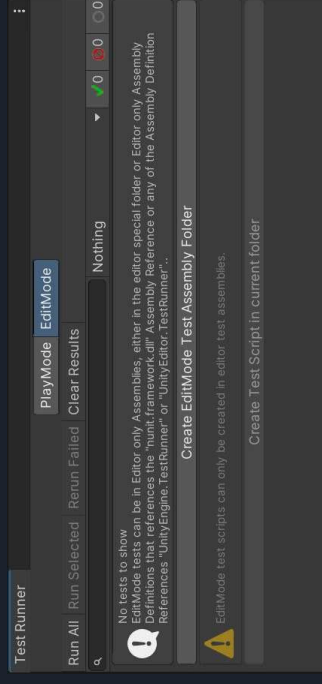 Test Runner
PlayMode EditMode
Run All Run Selected Rerun Failed Clear Results
Nothing 0 0 0
No tests to show
EditMode tests can be in Editor only Assemblies, either in the editor special folder or Editor only Assembly
Definitions that references the "nunit.framework.dll" Assembly Reference or any of the Assembly Definition
References "UnityEngine.TestRunner" or "UnityEditor.TestRunner"..
Create EditMode Test Assembly Folder
EditMode test scripts can only be created in editor test assemblies.
Create Test Script in current folder